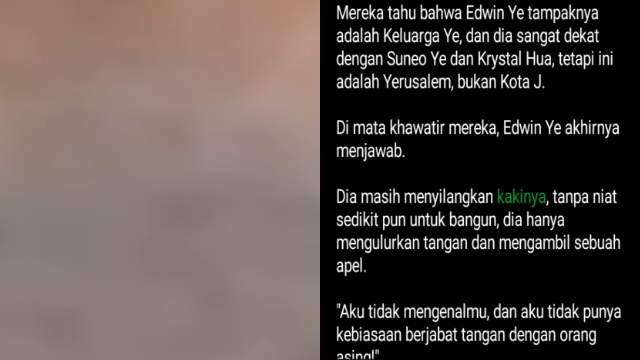 Mereka tahu bahwa Edwin Ye tampaknya
adalah Keluarga Ye, dan dia sangat dekat
dengan Suneo Ye dan Krystal Hua, tetapi ini
adalah Yerusalem, bukan Kota J.
Di mata khawatir mereka, Edwin Ye akhirnya
menjawab.
Dia masih menyilangkan kakinya, tanpa niat
sedikit pun untuk bangun, dia hanya
mengulurkan tangan dan mengambil sebuah
apel.
"Aku tidak mengenalmu, dan aku tidak punya
kebiasaan berjabat tangan dengan orang
asing!"